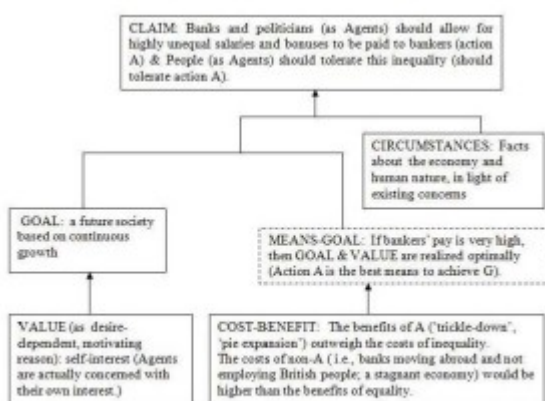 CLAIM: Banks and politicians (as Agents) should allow for
highly unequal salaries and bonuses to be paid to bankers (action
A) & People (as Agents) should tolerate this inequality (should
tolerate action A).
CIRCUMSTANCES: Facts
about the economy and
human nature, in light of
existing concerns
GOAL: a future society
based on continuous
growth
MEANS-GOAL: If bankers' pay is very high,
then GOAL & VALUE are realized optimally
(Action A is the best means to achieve G).
VALUE (as desire-
dependent, motivating
reason): self-interest (Agents
are actually concerned with
their own interest.)
COST-BENEFIT: The benefits of A ('trickle-down',
'pie expansion') outweigh the costs of inequality.
The costs of non-A (i.e., banks moving abroad and not
employing British people; a stagnant economy) would be
higher than the benefits of equality.